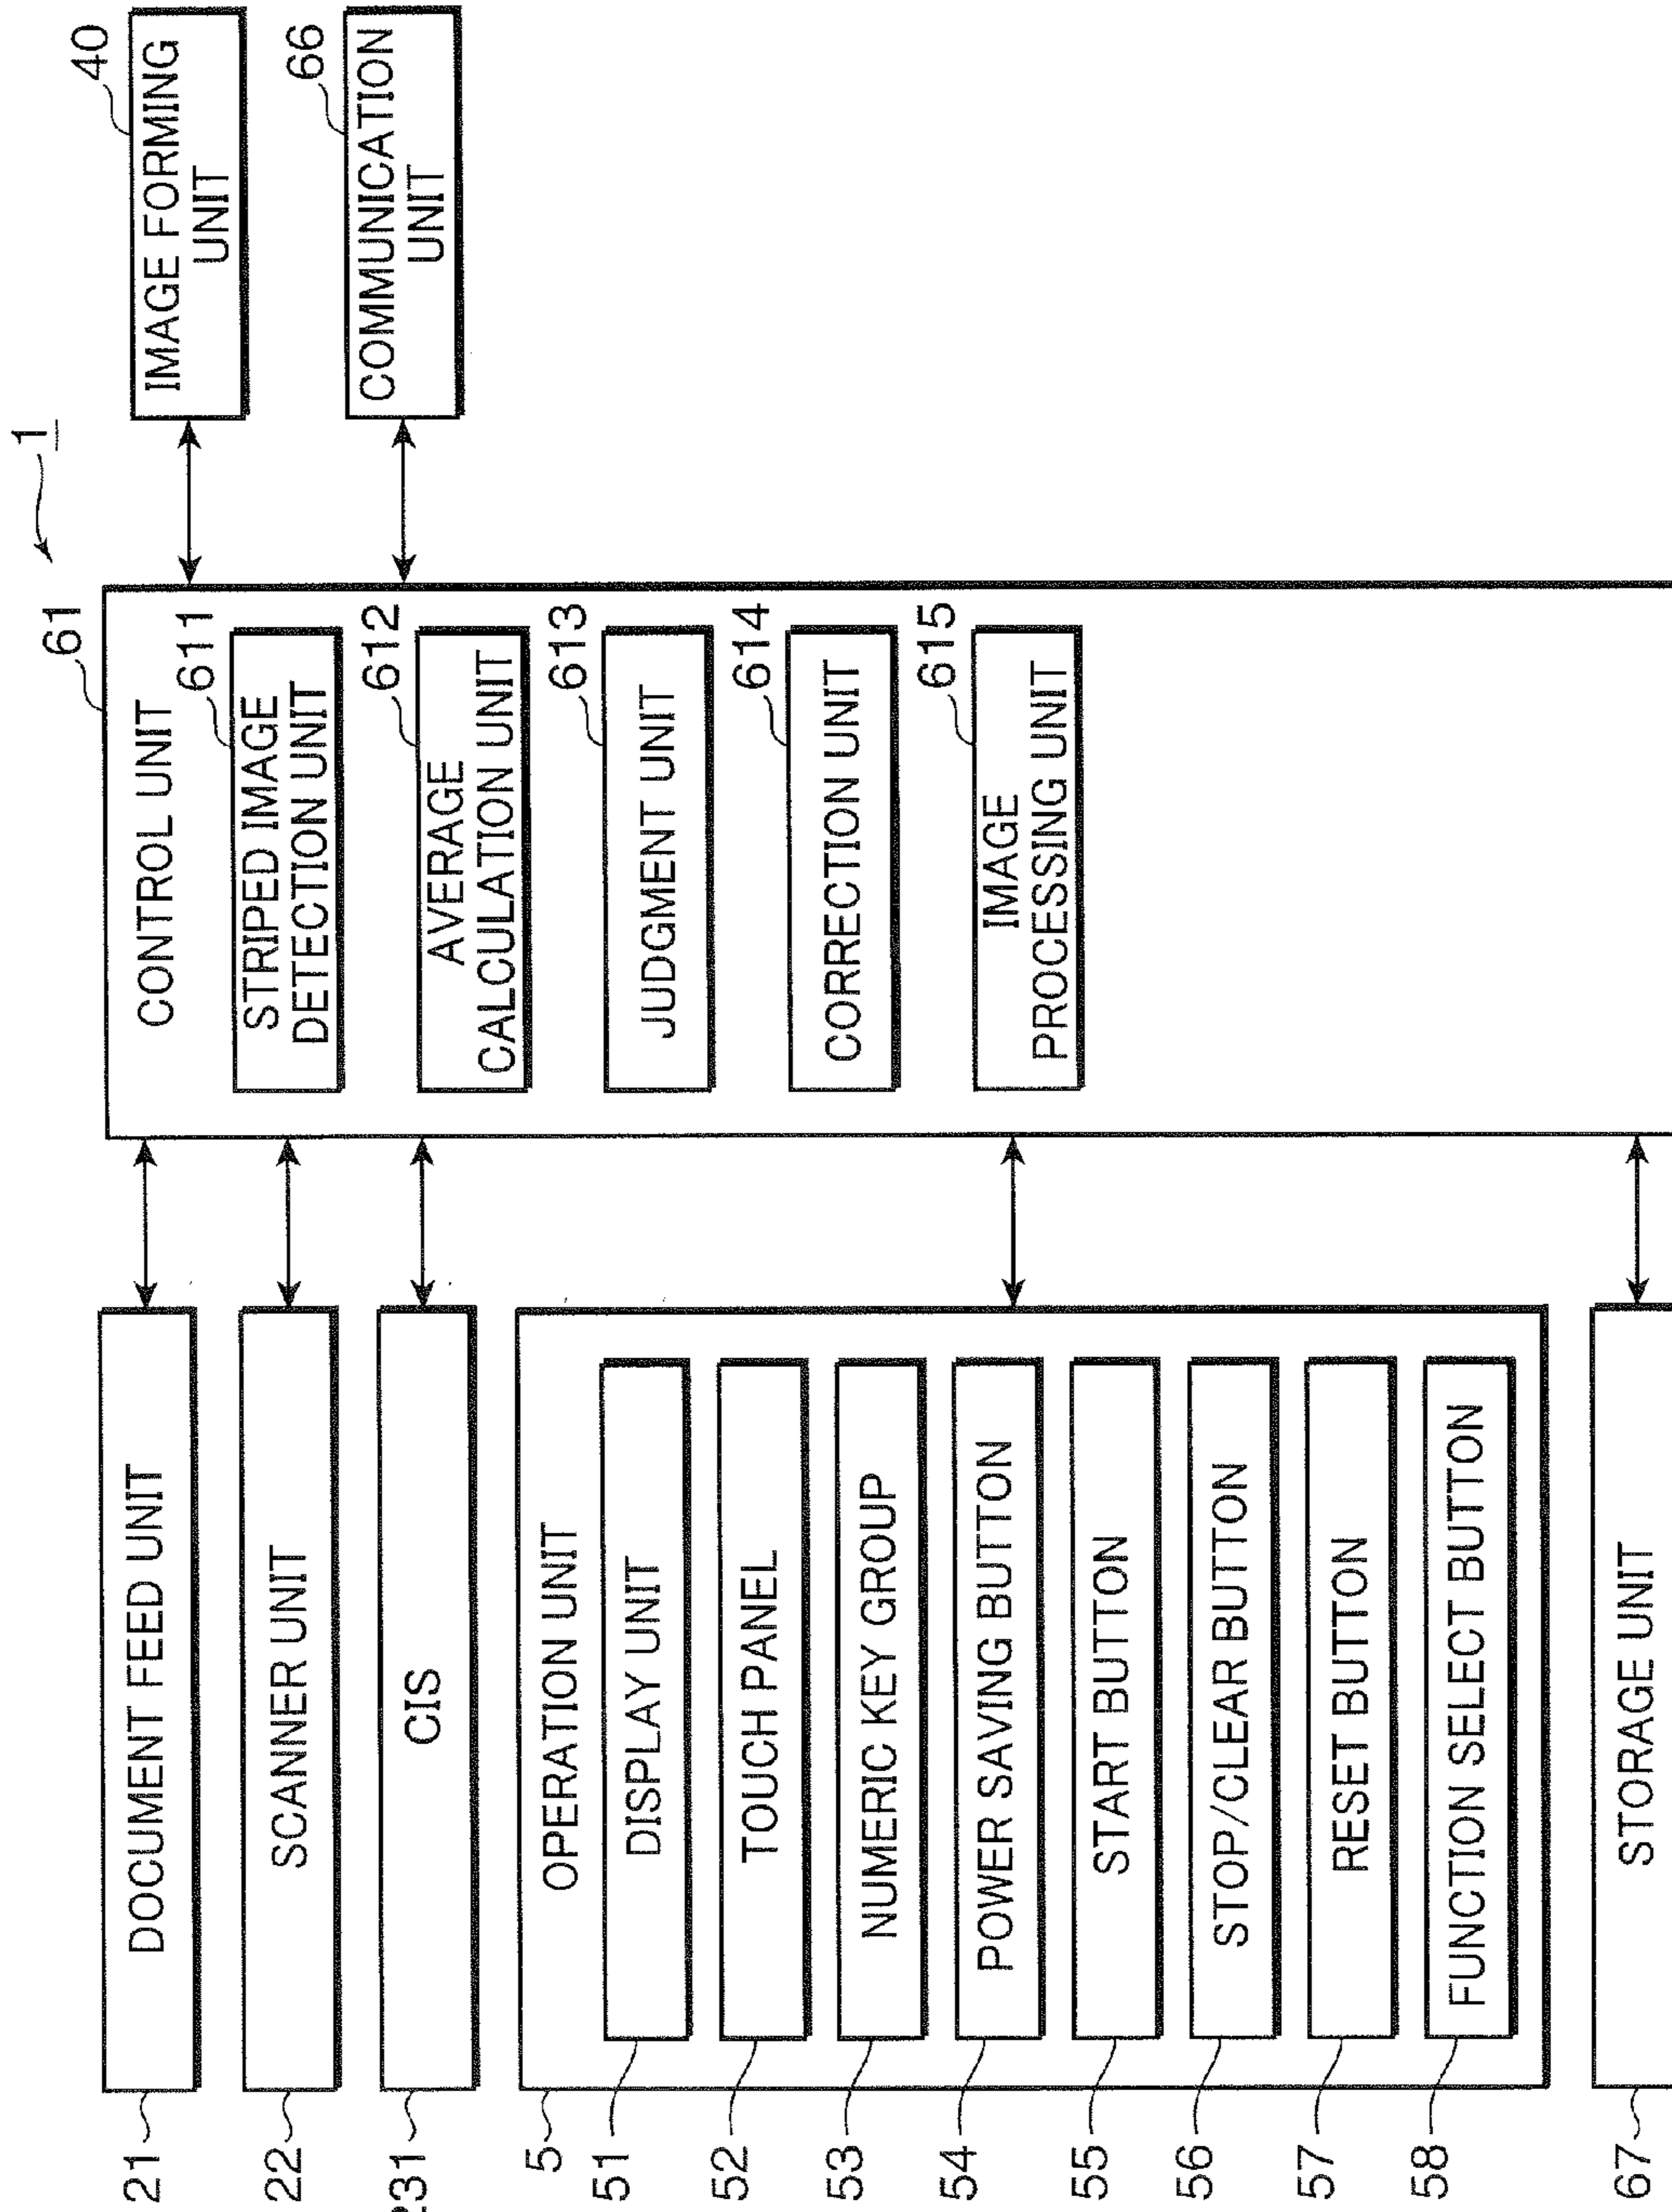 1
21
DOCUMENT FEED UNIT
22
SCANNER UNIT
231
CIS
5
OPERATION UNIT
51
DISPLAY UNIT
52
TOUCH PANEL
53
NUMERIC KEY GROUP
54
POWER SAVING BUTTON
55
START BUTTON
56
STOP/CLEAR BUTTON
57
RESET BUTTON
58
FUNCTION SELECT BUTTON
67
STORAGE UNIT
61
CONTROL UNIT
611
STRIPED IMAGE
DETECTION UNIT
612
AVERAGE
CALCULATION UNIT
613
JUDGMENT UNIT
614
CORRECTION UNIT
615
IMAGE
PROCESSING UNIT
40
IMAGE FORMING
UNIT
66
COMMUNICATION
UNIT